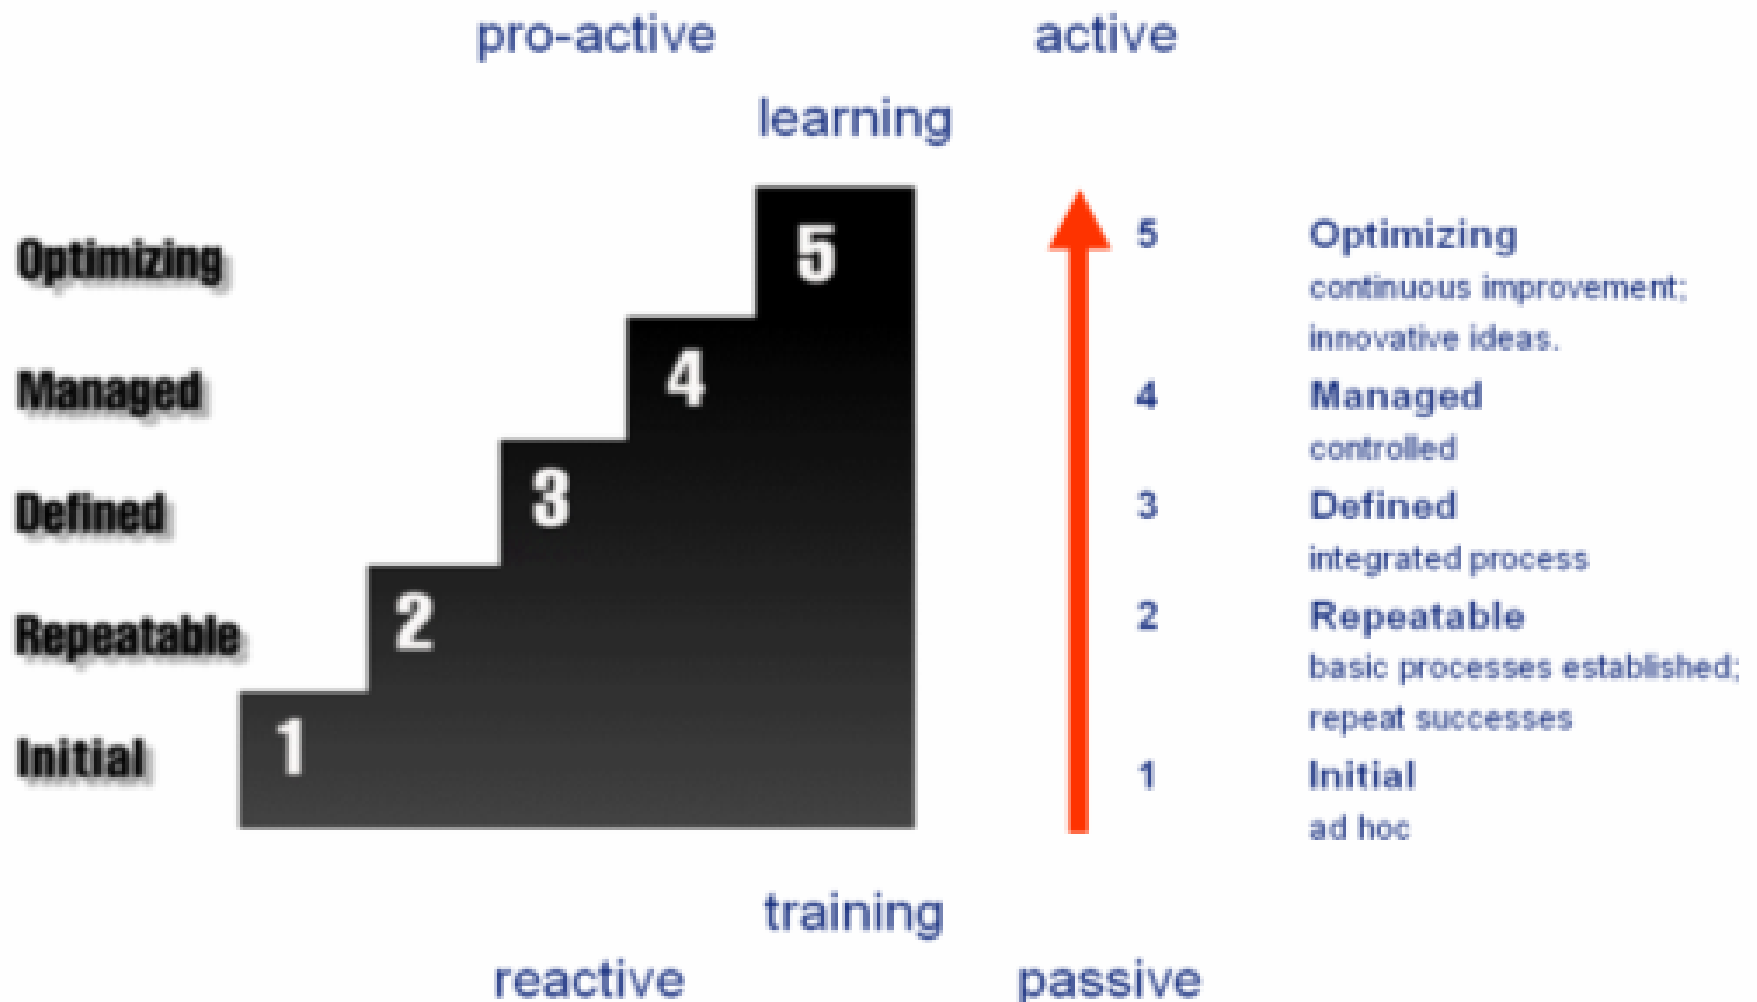 pro-active active
learning
Optimizing
Managed
Defined
Repeatable
Initial
5
4
3
2
1
5 Optimizing
continuous improvement;
innovative ideas.
4 Managed
controlled
3 Defined
integrated process
2 Repeatable
basic processes established;
repeat successes
1 Initial
ad hoc
training
reactive passive